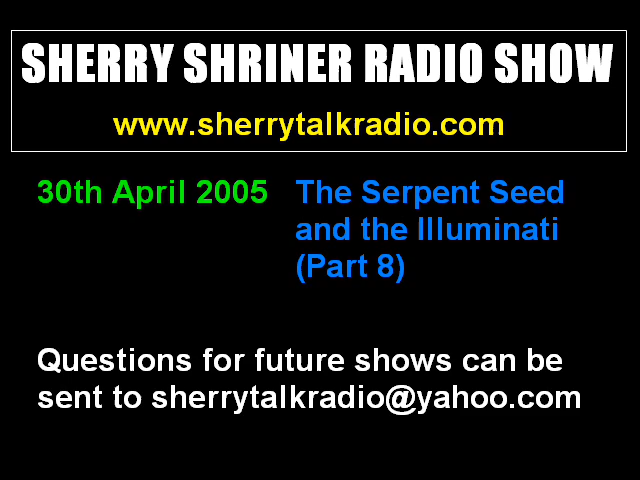 SHERRY SHRINER RADIO SHOW
www.sherrytalkradio.com
30th April 2005
The Serpent Seed
and the Illuminati
(Part 8)
Questions for future shows can be
sent to sherrytalkradio@yahoo.com